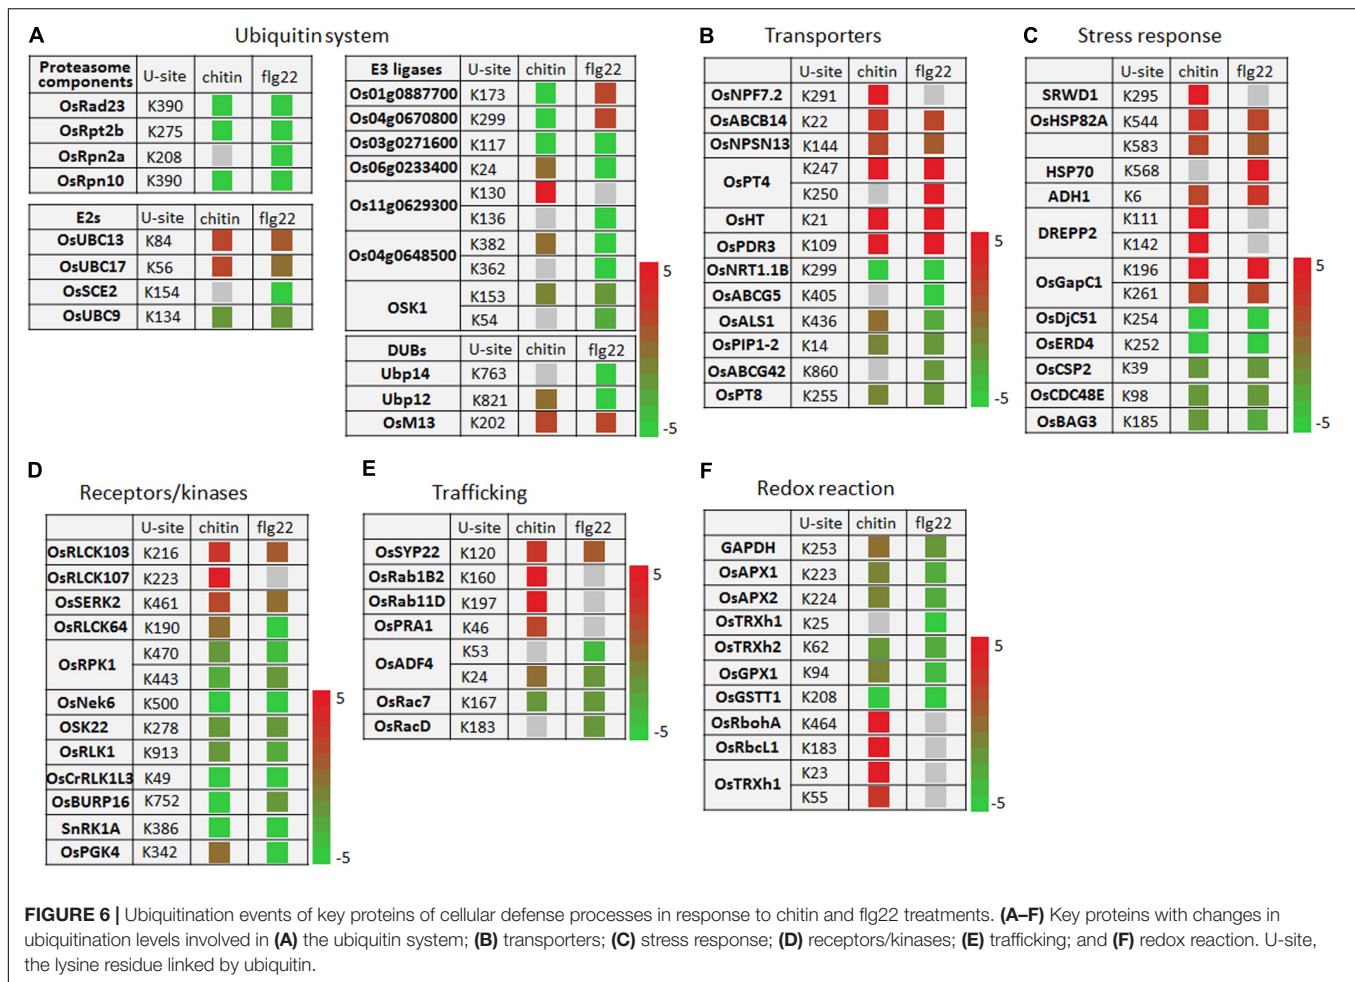 A
Ubiquitin system
Proteasome components U-site chitin flg22
OsRad23 K390
OsRpt2b K275
OsRpn2a K208
OsRpn10 K390
E2s U-site chitin flg22
OsUBC13 K84
OsUBC17 K56
OsSCE2 K154
OsUBC9 K134
E3 ligases U-site chitin flg22
Os01g0887700 K173
Os04g0670800 K299
Os03g0271600 K117
Os06g0233400 K24
Os11g0629300 K130
K136
Os04g0648500 K382
K362
OSK1 K153
K54
DUBs U-site chitin flg22
Ubp14 K763
Ubp12 K821
OsM13 K202
5
-5
B
Transporters
U-site chitin flg22
OsNPF7.2 K291
OsABCB14 K22
OsNPSN13 K144
OsPT4 K247
K250
OsHT K21
OsPDR3 K109
OsNRT1.1B K299
OsABCG5 K405
OsALS1 K436
OsPIP1-2 K14
OsABCG42 K860
OsPT8 K255
5
-5
C
Stress response
U-site chitin flg22
SRWD1 K295
OsHSP82A K544
K583
HSP70 K568
ADH1 K6
DREPP2 K111
K142
OsGapC1 K196
K261
OsDjC51 K254
OsERD4 K252
OsCSP2 K39
OsCDC48E K98
OsBAG3 K185
5
-5
D
Receptors/kinases
U-site chitin flg22
OsRLCK103 K216
OsRLCK107 K223
OsSERK2 K461
OsRLCK64 K190
OsRPK1 K470
K443
OsNek6 K500
OSK22 K278
OsRLK1 K913
OsCrRLK1L3 K49
OsBURP16 K752
SnRK1A K386
OsPGK4 K342
5
-5
E
Trafficking
U-site chitin flg22
OsSYP22 K120
OsRab1B2 K160
OsRab11D K197
OsPRA1 K46
OsADF4 K53
K24
OsRac7 K167
OsRacD K183
5
-5
F
Redox reaction
U-site chitin flg22
GAPDH K253
OsAPX1 K223
OsAPX2 K224
OsTRXh1 K25
OsTRXh2 K62
OsGPX1 K94
OsGSTT1 K208
OsRbohA K464
OsRbcL1 K183
OsTRXh1 K23
K55
5
-5
FIGURE 6 | Ubiquitination events of key proteins of cellular defense processes in response to chitin and flg22 treatments. (A–F) Key proteins with changes in
ubiquitination levels involved in (A) the ubiquitin system; (B) transporters; (C) stress response; (D) receptors/kinases; (E) trafficking; and (F) redox reaction. U-site,
the lysine residue linked by ubiquitin.